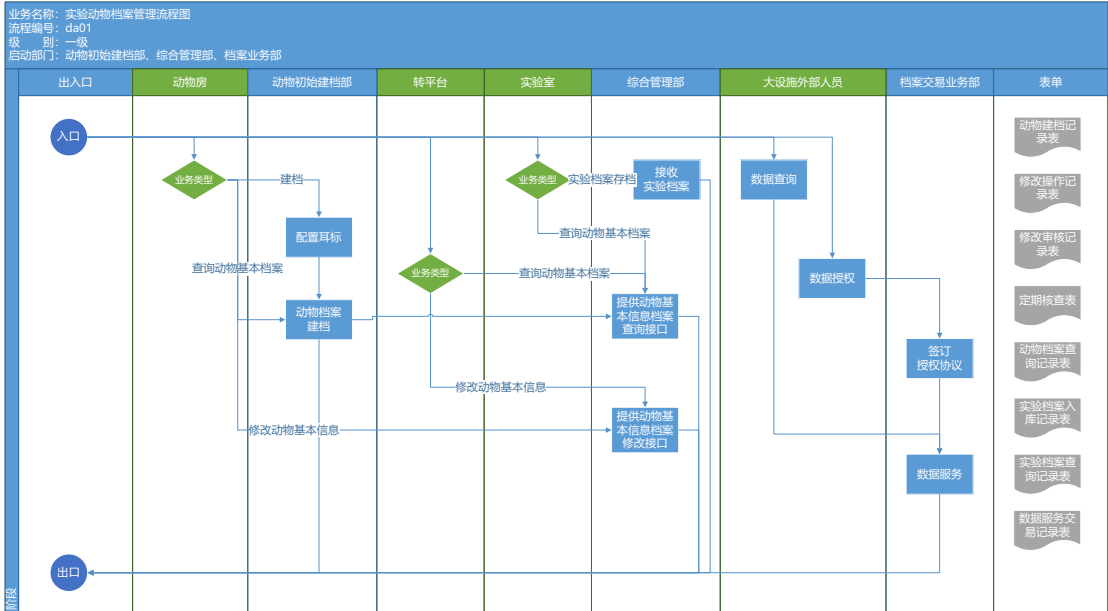 业务名称：实验动物档案管理流程图
流程编号：da01
级　　别：一级
启动部门：动物初始建档部、综合管理部、档案业务部
出入口
动物房
动物初始建档部
转平台
实验室
综合管理部
大设施外部人员
档案交易业务部
表单
入口
业务类型
建档
业务类型
实验档案存档
接收
实验档案
数据查询
动物建档记
录表
修改操作记
录表
配置耳标
查询动物基本档案
修改审核记
录表
查询动物基本档案
业务类型
查询动物基本档案
数据授权
动物档案
建档
提供动物基
本信息档案
查询接口
定期核查表
签订
授权协议
动物档案查
询记录表
修改动物基本信息
提供动物基
本信息档案
修改接口
实验档案入
库记录表
修改动物基本信息
数据服务
实验档案查
询记录表
数据服务交
易记录表
出口
阶段